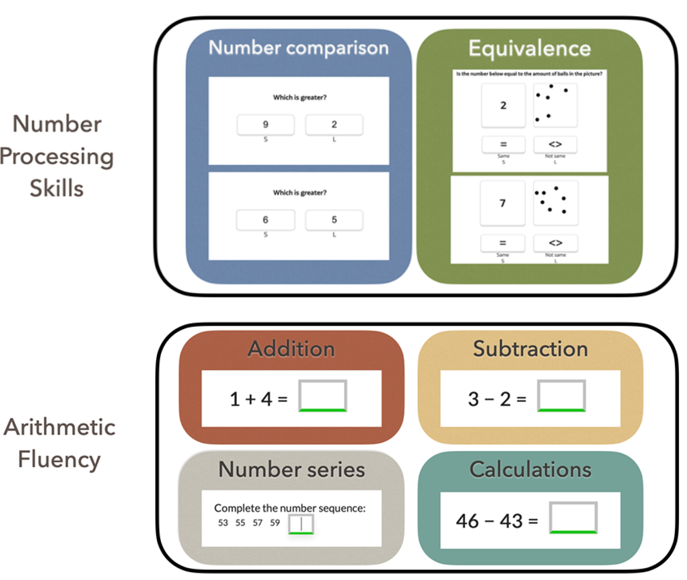 Number
Processing
Skills
Number comparison
Which is greater?
9 2
S L
Which is greater?
6 5
S L
Equivalence
Is the number below equal to the amount of balls in the picture?
2
= <>
Same Not same
S L
7
= <>
Same Not same
S L
Arithmetic
Fluency
Addition
1 + 4 =
Subtraction
3 − 2 =
Number series
Complete the number sequence:
53 55 57 59
Calculations
46 − 43 =